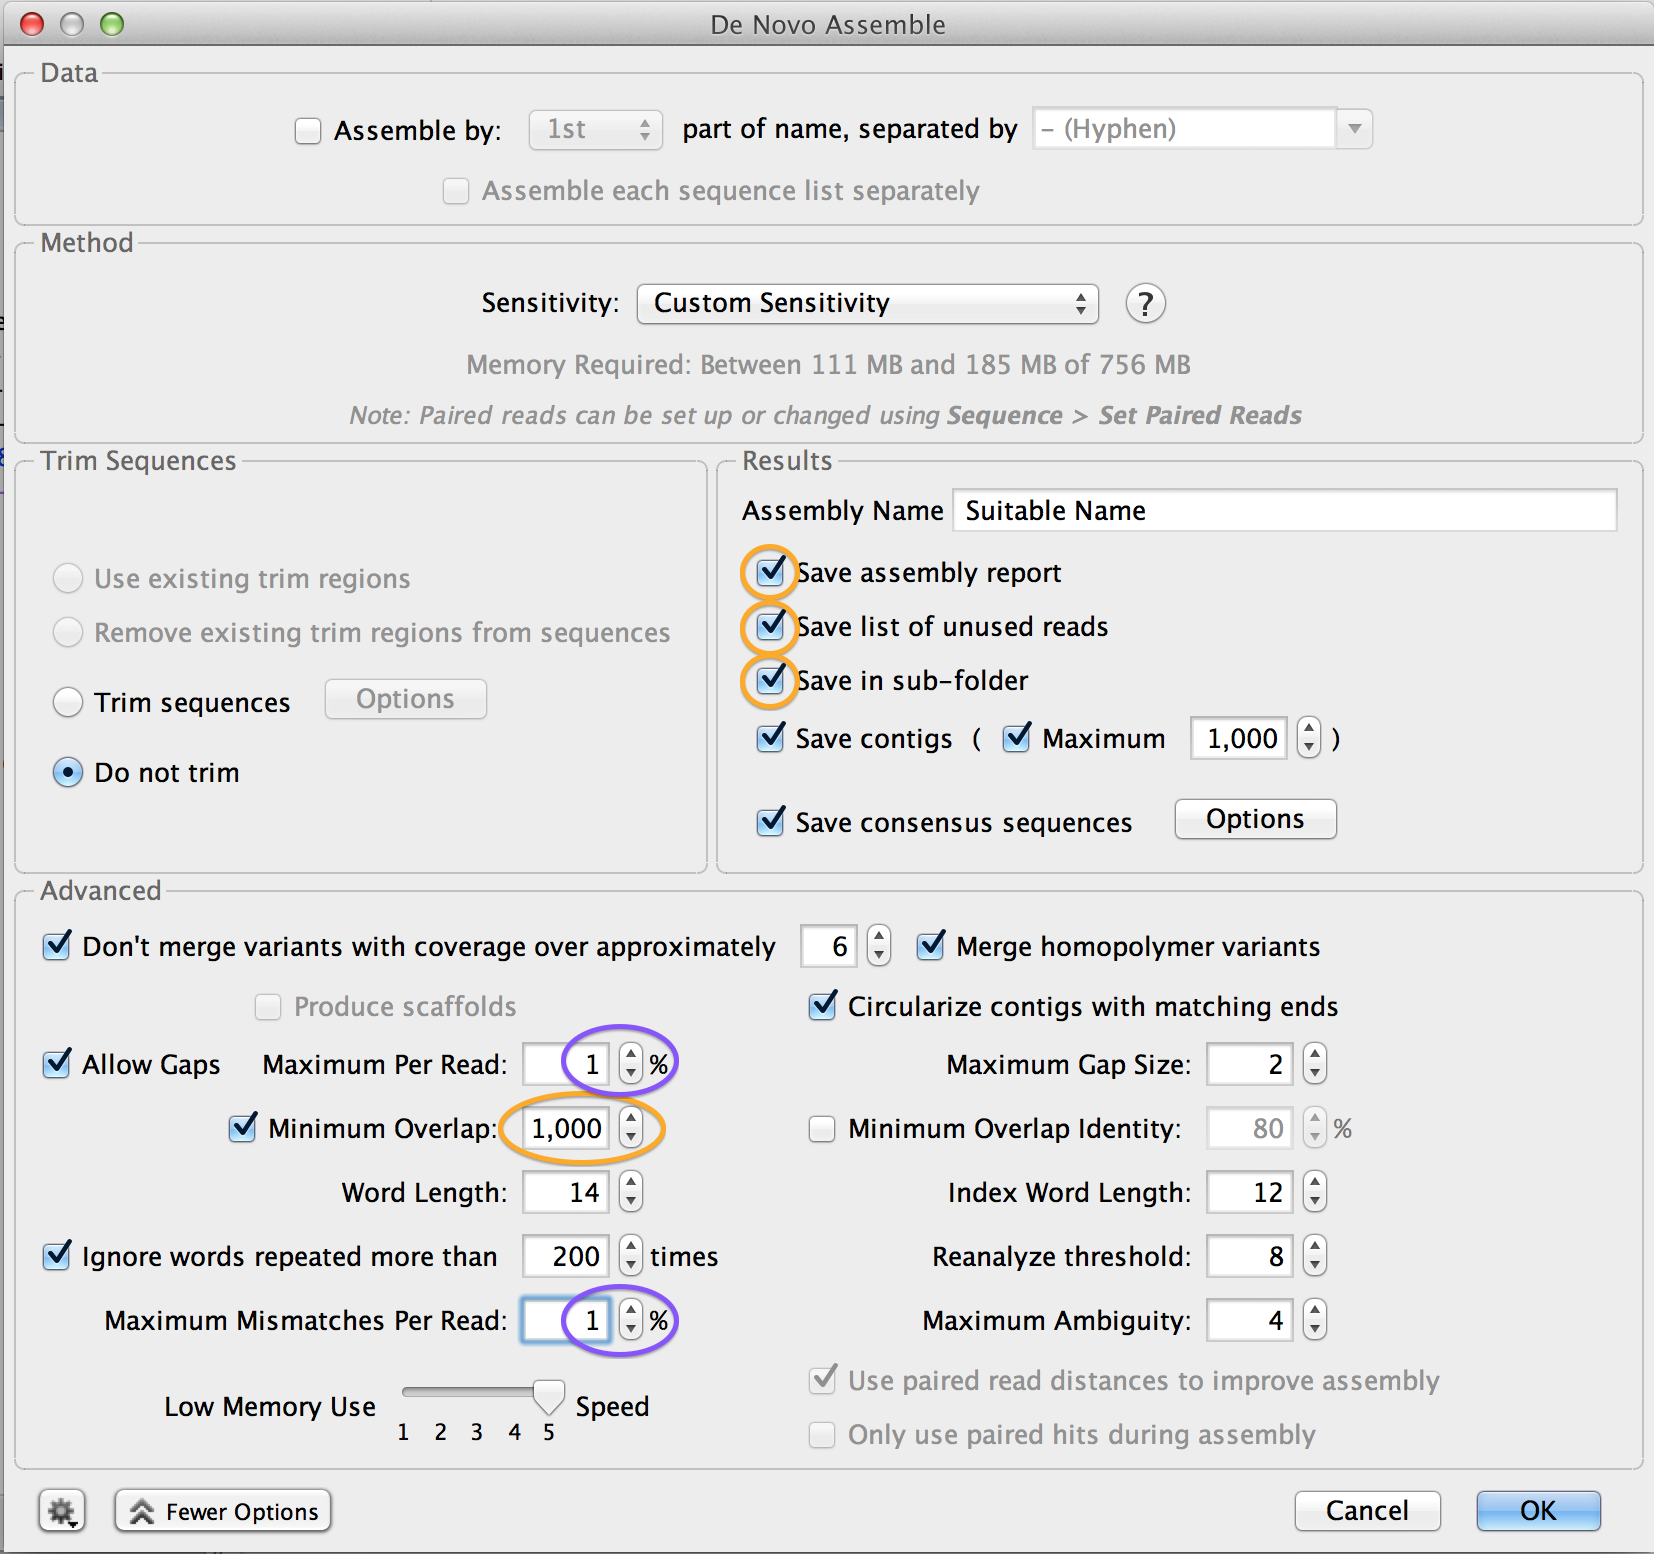 De Novo Assemble
Data
Assemble by: 1st part of name, separated by - (Hyphen)
Assemble each sequence list separately
Method
Sensitivity: Custom Sensitivity ?
Memory Required: Between 111 MB and 185 MB of 756 MB
Note: Paired reads can be set up or changed using Sequence > Set Paired Reads
Trim Sequences
Use existing trim regions
Remove existing trim regions from sequences
Trim sequences Options
Do not trim
Results
Assembly Name Suitable Name
Save assembly report
Save list of unused reads
Save in sub-folder
Save contigs ( Maximum 1,000 )
Save consensus sequences Options
Advanced
Don't merge variants with coverage over approximately 6 Merge homopolymer variants
Produce scaffolds Circularize contigs with matching ends
Allow Gaps Maximum Per Read: 1 % Maximum Gap Size: 2
Minimum Overlap: 1,000 Minimum Overlap Identity: 80 %
Word Length: 14 Index Word Length: 12
Ignore words repeated more than 200 times Reanalyze threshold: 8
Maximum Mismatches Per Read: 1 % Maximum Ambiguity: 4
Use paired read distances to improve assembly
Low Memory Use Speed
1 2 3 4 5
Only use paired hits during assembly
Fewer Options Cancel OK